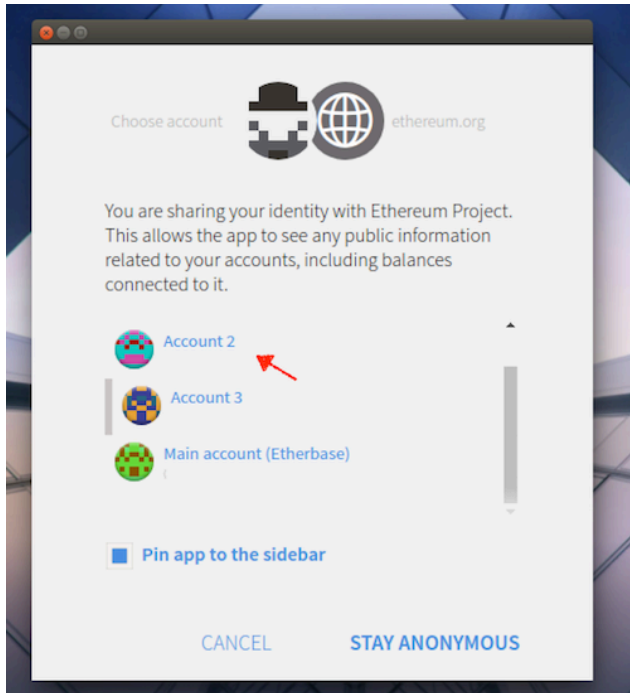 Choose account
ethereum.org
You are sharing your identity with Ethereum Project.
This allows the app to see any public information
related to your accounts, including balances
connected to it.
Account 2
Account 3
Main account (Etherbase)
Pin app to the sidebar
CANCEL
STAY ANONYMOUS